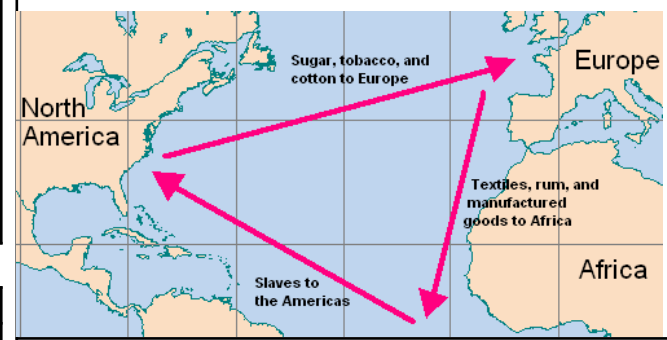 Sugar, tobacco, and
cotton to Europe
Europe
North
America
Textiles, rum, and
manufactured
goods to Africa
Africa
Slaves to
the Americas